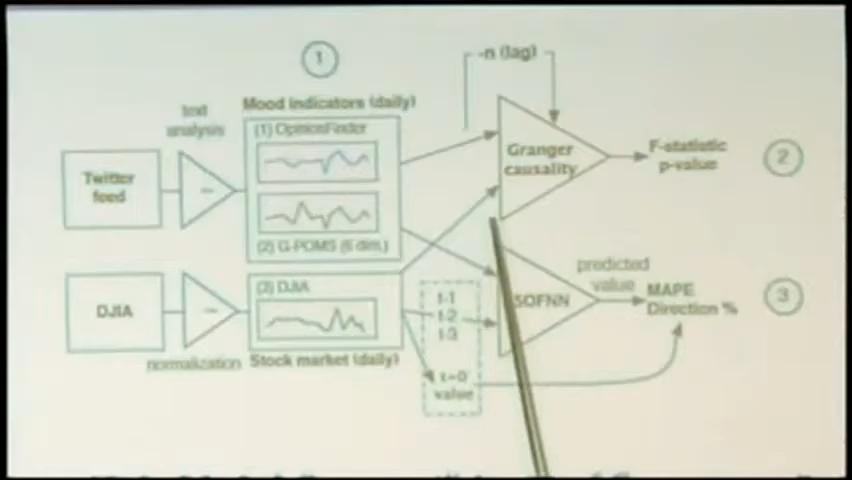 1
-n (lag)
text
analysis
Mood indicators (daily)
(1) OpinionFinder
Twitter
feed
~
(2) G-POMS (6 dim.)
Granger
causality
F-statistic
p-value
2
DJIA
~
normalization
(3) DJIA
Stock market (daily)
t-1
t-2
t-3
t=0
value
SOFNN
predicted
value
MAPE
Direction %
3